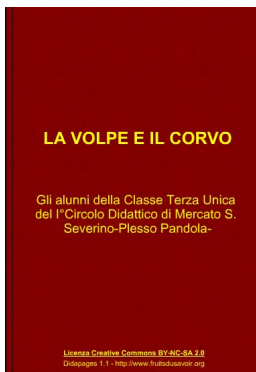 LA VOLPE E IL CORVO
Gli alunni della Classe Terza Unica
del I°Circolo Didattico di Mercato S.
Severino-Plesso Pandola-
Licenza Creative Commons BY-NC-SA 2.0
Didapages 1.1 - http://www.fruitsdusavoir.org